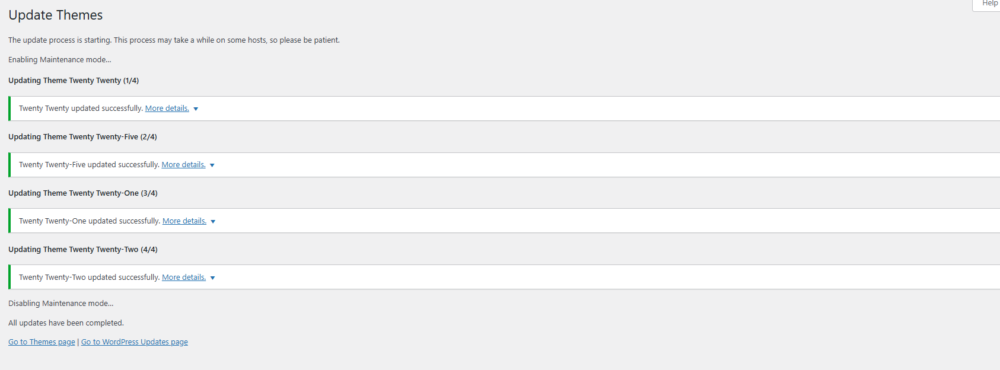 Help
Update Themes
The update process is starting. This process may take a while on some hosts, so please be patient.
Enabling Maintenance mode...
Updating Theme Twenty Twenty (1/4)
Twenty Twenty updated successfully. More details. ▼
Updating Theme Twenty Twenty-Five (2/4)
Twenty Twenty-Five updated successfully. More details. ▼
Updating Theme Twenty Twenty-One (3/4)
Twenty Twenty-One updated successfully. More details. ▼
Updating Theme Twenty Twenty-Two (4/4)
Twenty Twenty-Two updated successfully. More details. ▼
Disabling Maintenance mode...
All updates have been completed.
Go to Themes page | Go to WordPress Updates page